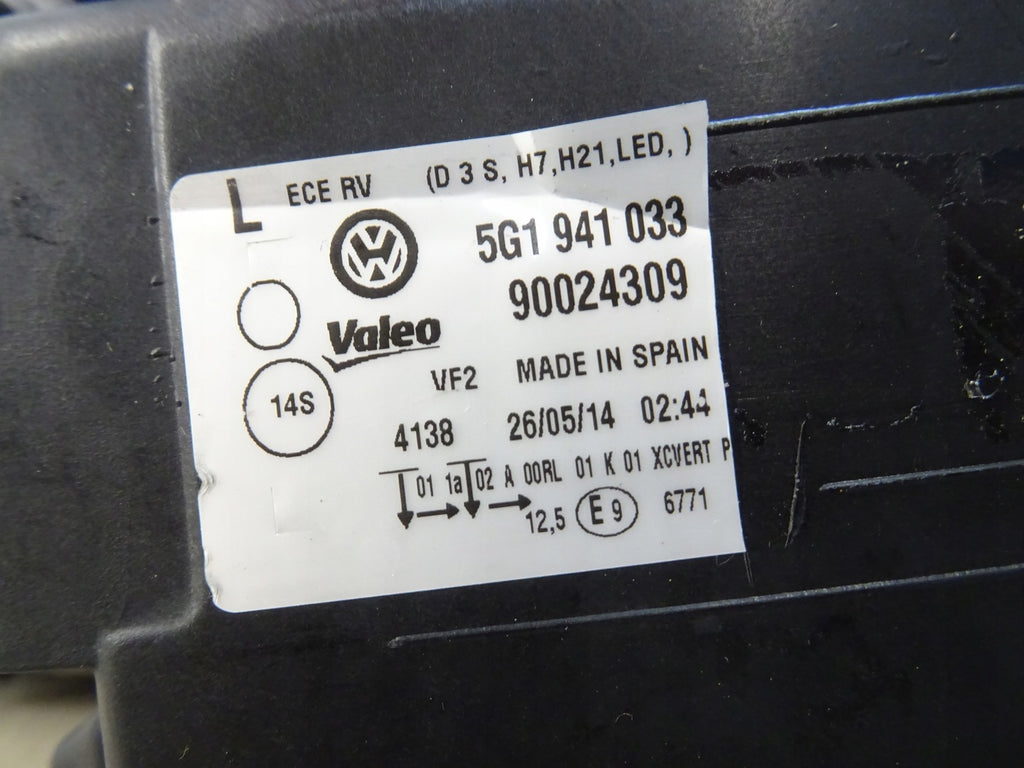 L ECE RV (D 3 S, H7,H21,LED, )
5G1 941 033
90024309
Valeo
VF2 MADE IN SPAIN
14S
4138 26/05/14 02:44
01 1a 02 A 00RL 01 K 01 XCVERT P
12,5 E9 6771